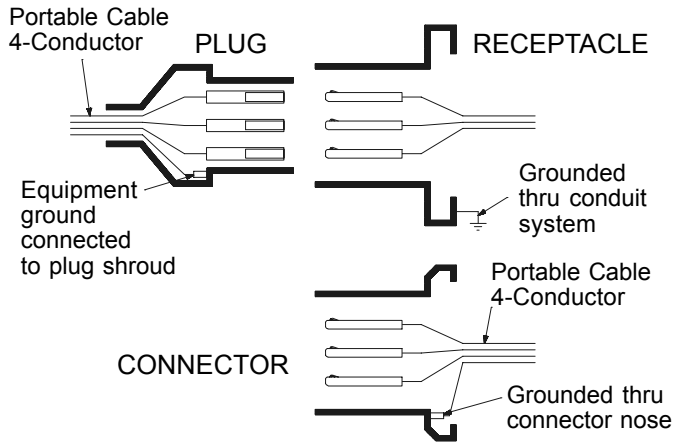 Portable Cable
4-Conductor
PLUG
RECEPTACLE
Equipment
ground
connected
to plug shroud
Grounded
thru conduit
system
Portable Cable
4-Conductor
CONNECTOR
Grounded thru
connector nose